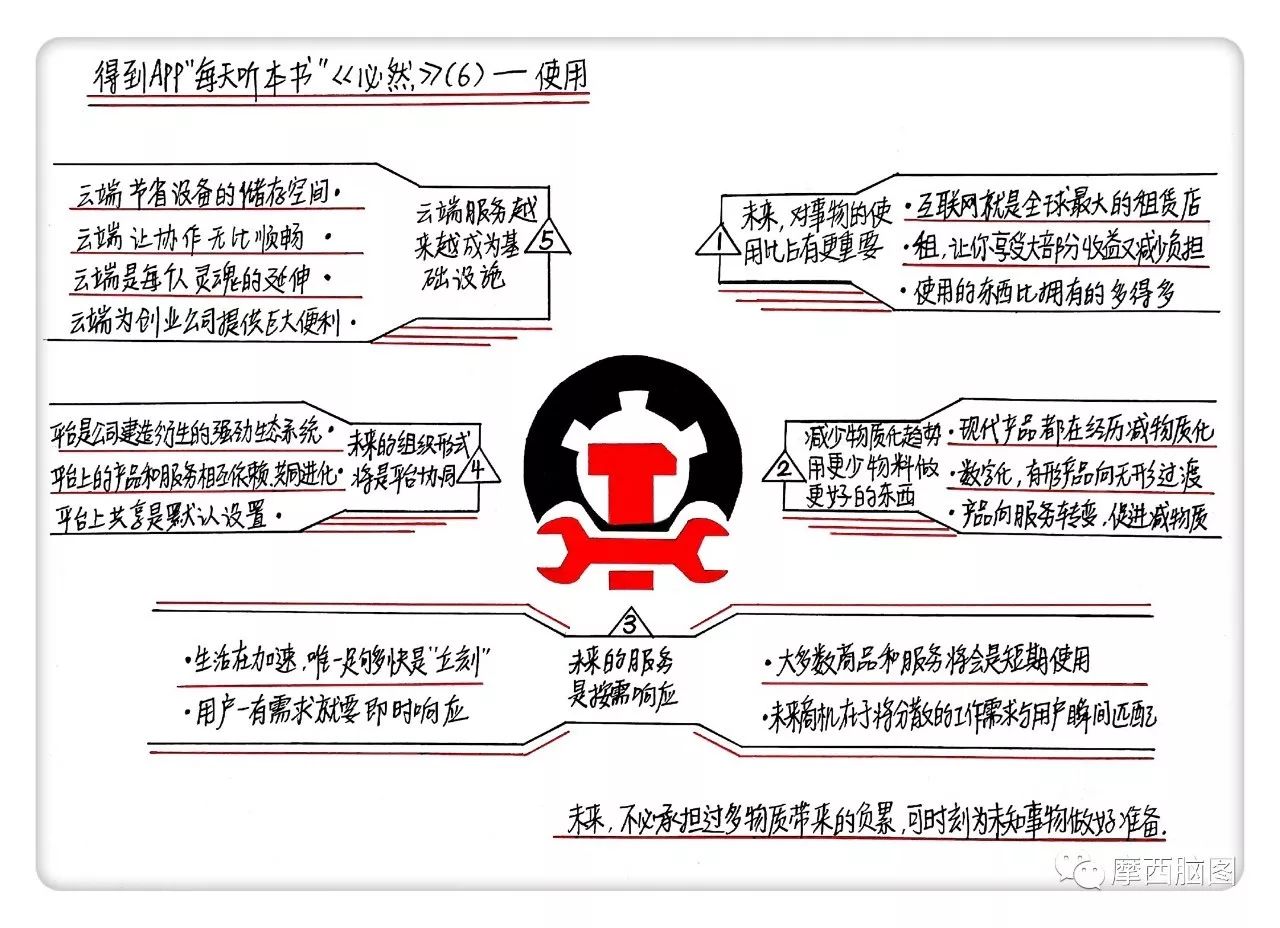 得到APP"每天听本书"《必然》(6)一使用
1
未来,对事物的使
用比占有更重要
·互联网就是全球最大的租赁店
·租,让你享受大部分收益又减少负担
·使用的东西比拥有的多得多
2
减少物质化趋势
用更少物料做
更好的东西
·现代产品都在经历减物质化
·数字化,有形产品向无形过渡
·产品向服务转变,促进减物质
3
未来的服务
是按需响应
·生活在加速,唯一足够快是"立刻"
·用户一有需求就要即时响应
·大多数商品和服务将会是短期使用
·未来商机在于将分散的工作需求与用户瞬间匹配
4
未来的组织形式
将是平台协同
平台是公司建造衍生的强劲生态系统·
平台上的产品和服务相互依赖,共同进化·
平台上共享是默认设置·
5
云端服务越
来越成为基
础设施
云端节省设备的储存空间·
云端让协作无比顺畅·
云端是每个人灵魂的延伸·
云端为创业公司提供巨大便利·
未来,不必承担过多物质带来的负累,可时刻为未知事物做好准备.
摩西脑图